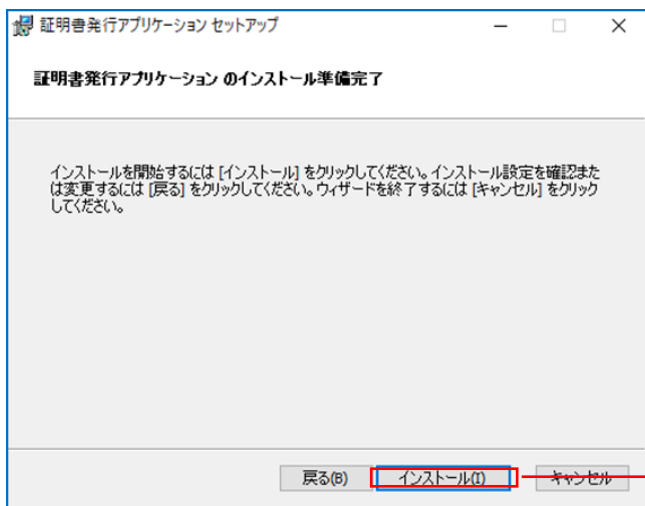 証明書発行アプリケーション セットアップ
証明書発行アプリケーション のインストール準備完了
インストールを開始するには [インストール] をクリックしてください。インストール設定を確認また
は変更するには [戻る] をクリックしてください。ウィザードを終了するには [キャンセル] をクリック
してください。
戻る(B) インストール(I) キャンセル